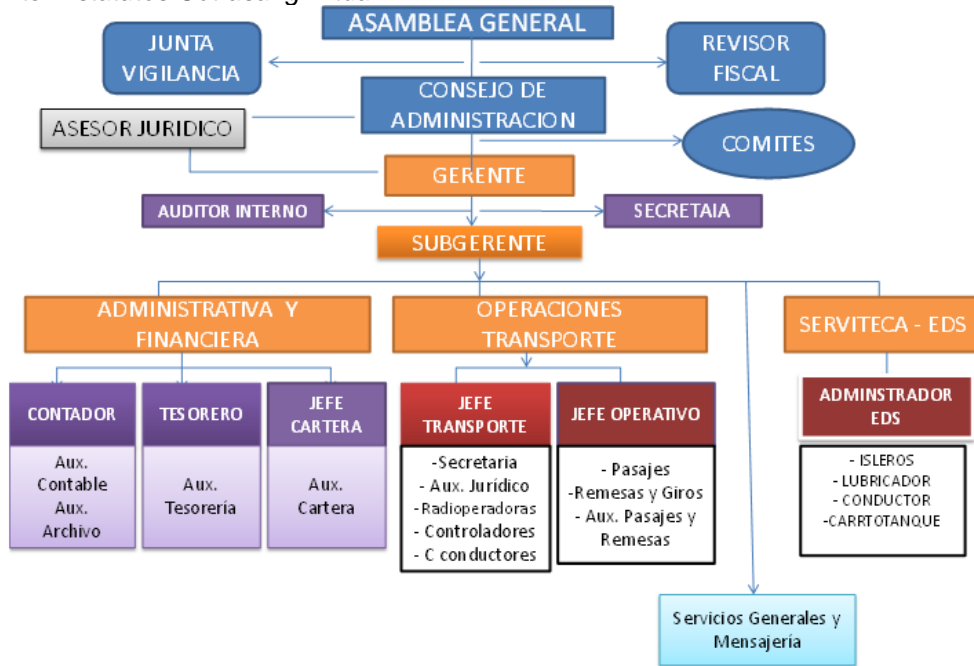 ASAMBLEA GENERAL
JUNTA
VIGILANCIA
REVISOR
FISCAL
CONSEJO DE
ADMINISTRACION
ASESOR JURIDICO
COMITES
GERENTE
AUDITOR INTERNO
SECRETAIA
SUBGERENTE
ADMINISTRATIVA Y
FINANCIERA
OPERACIONES
TRANSPORTE
SERVITECA - EDS
CONTADOR
Aux.
Contable
Aux.
Archivo
TESORERO
Aux.
Tesorería
JEFE
CARTERA
Aux.
Cartera
JEFE
TRANSPORTE
-Secretaria
- Aux. Jurídico
-Radioperadoras
- Controladores
- C conductores
JEFE OPERATIVO
- Pasajes
-Remesas y Giros
- Aux. Pasajes y
Remesas
ADMINSTRADOR
EDS
- ISLEROS
- LUBRICADOR
- CONDUCTOR
-CARRTOTANQUE
Servicios Generales y
Mensajería